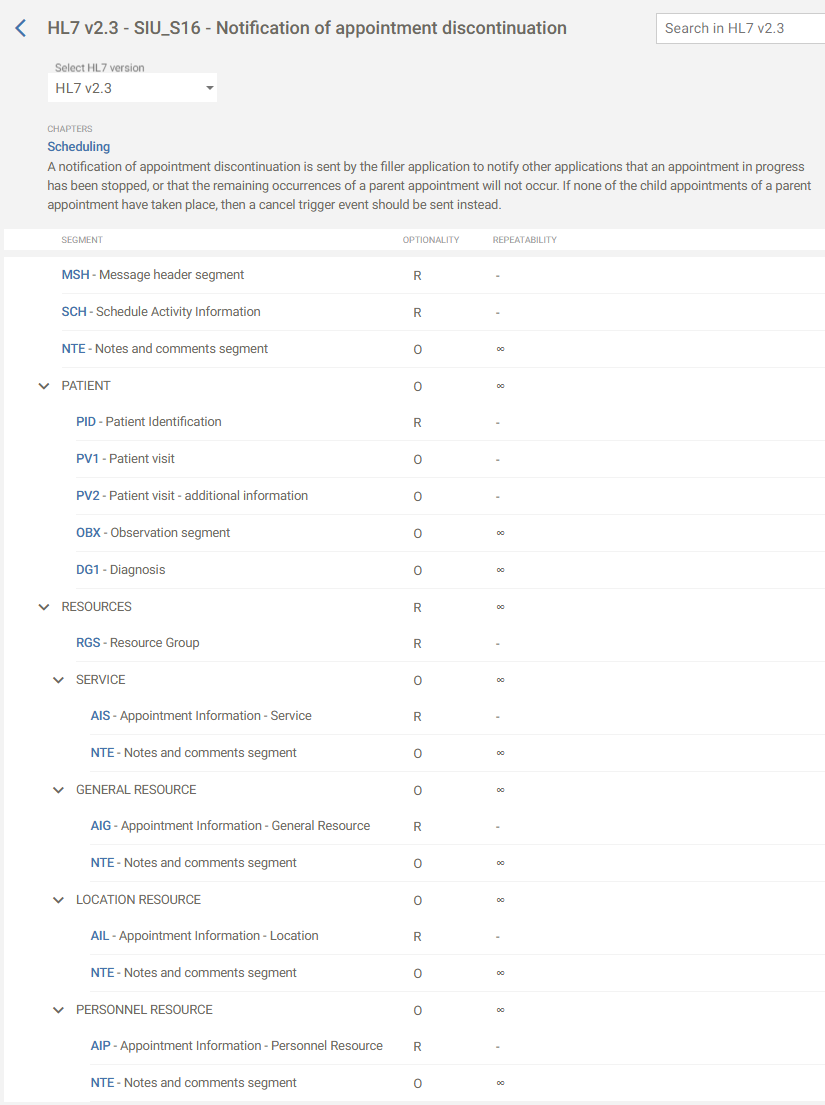 HL7 v2.3 - SIU_S16 - Notification of appointment discontinuation
Search in HL7 v2.3
Select HL7 version
HL7 v2.3
CHAPTERS
Scheduling
A notification of appointment discontinuation is sent by the filler application to notify other applications that an appointment in progress
has been stopped, or that the remaining occurrences of a parent appointment will not occur. If none of the child appointments of a parent
appointment have taken place, then a cancel trigger event should be sent instead.
SEGMENT OPTIONALITY REPEATABILITY
MSH - Message header segment R -
SCH - Schedule Activity Information R -
NTE - Notes and comments segment O ∞
PATIENT O ∞
PID - Patient Identification R -
PV1 - Patient visit O -
PV2 - Patient visit - additional information O -
OBX - Observation segment O ∞
DG1 - Diagnosis O ∞
RESOURCES R ∞
RGS - Resource Group R -
SERVICE O ∞
AIS - Appointment Information - Service R -
NTE - Notes and comments segment O ∞
GENERAL RESOURCE O ∞
AIG - Appointment Information - General Resource R -
NTE - Notes and comments segment O ∞
LOCATION RESOURCE O ∞
AIL - Appointment Information - Location R -
NTE - Notes and comments segment O ∞
PERSONNEL RESOURCE O ∞
AIP - Appointment Information - Personnel Resource R -
NTE - Notes and comments segment O ∞